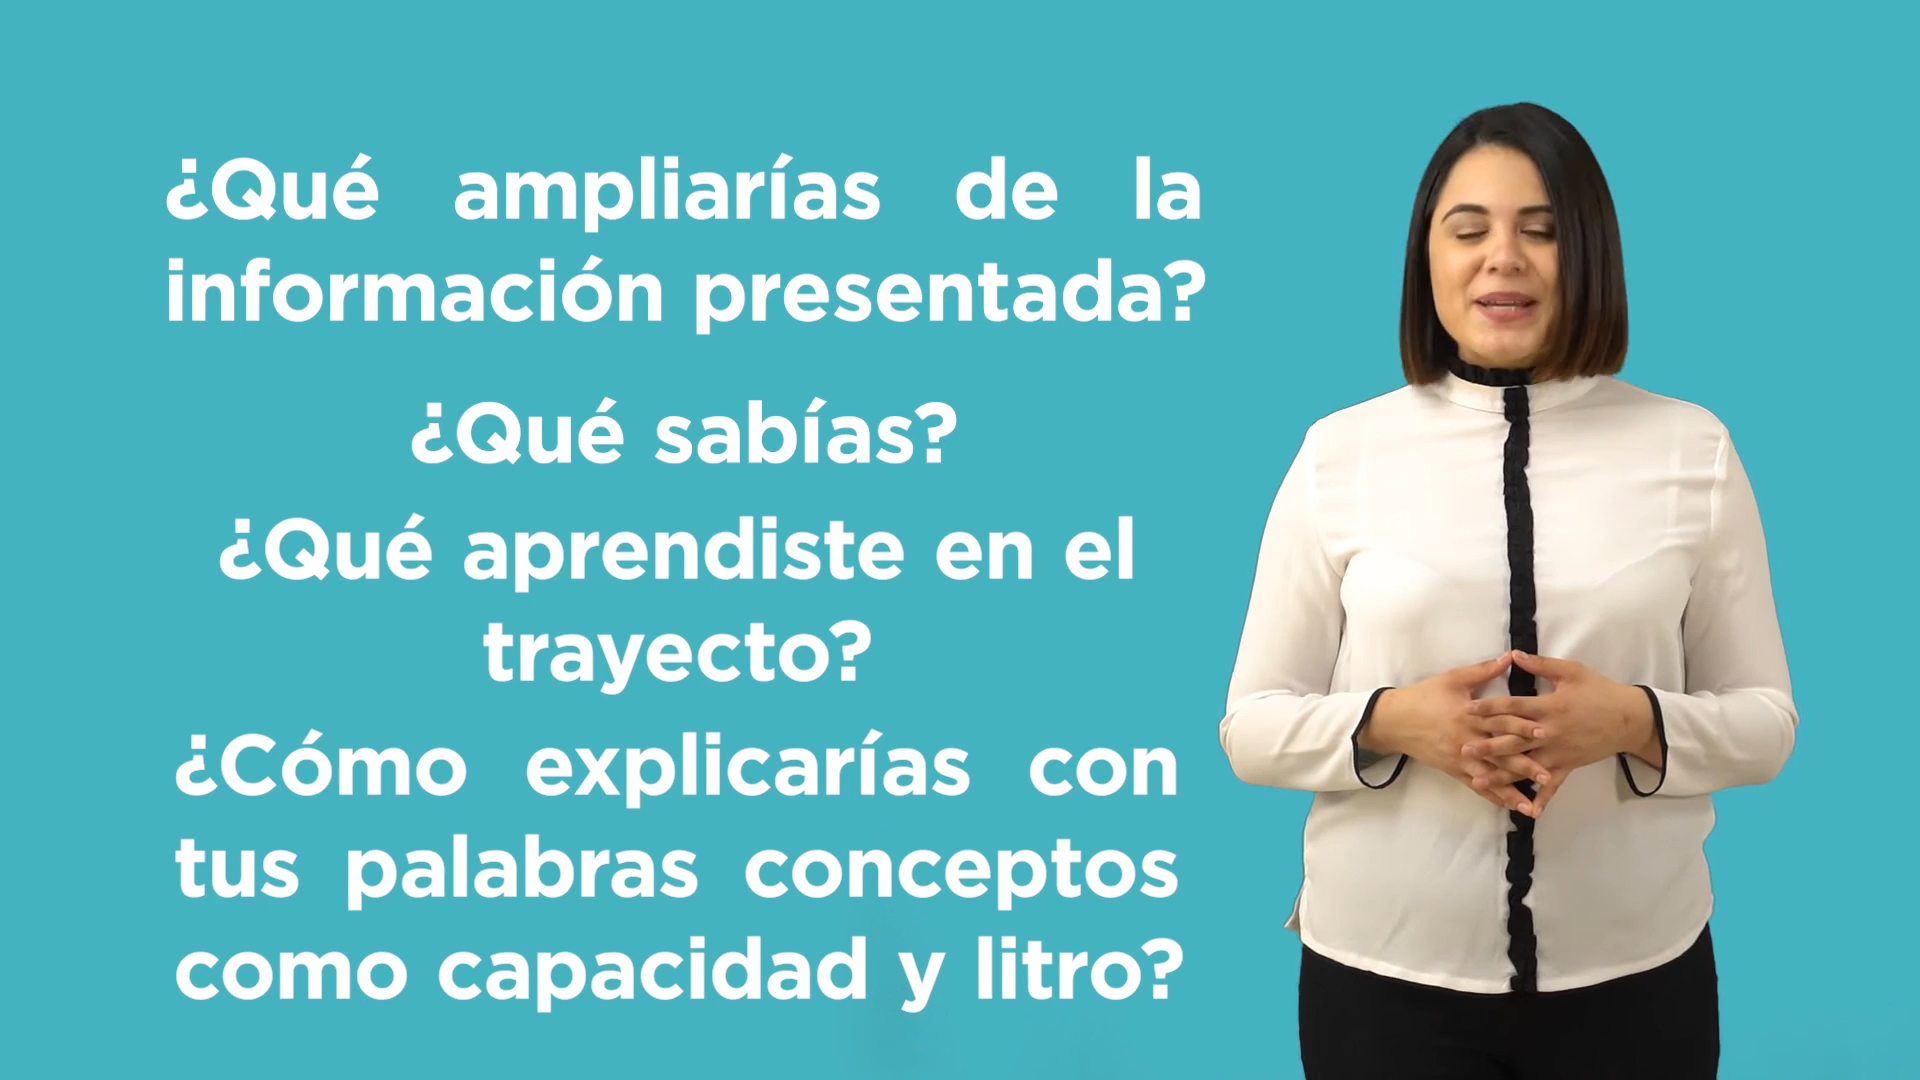 ¿Qué ampliarías de la
información presentada?
¿Qué sabías?
¿Qué aprendiste en el
trayecto?
¿Cómo explicarías con
tus palabras conceptos
como capacidad y litro?